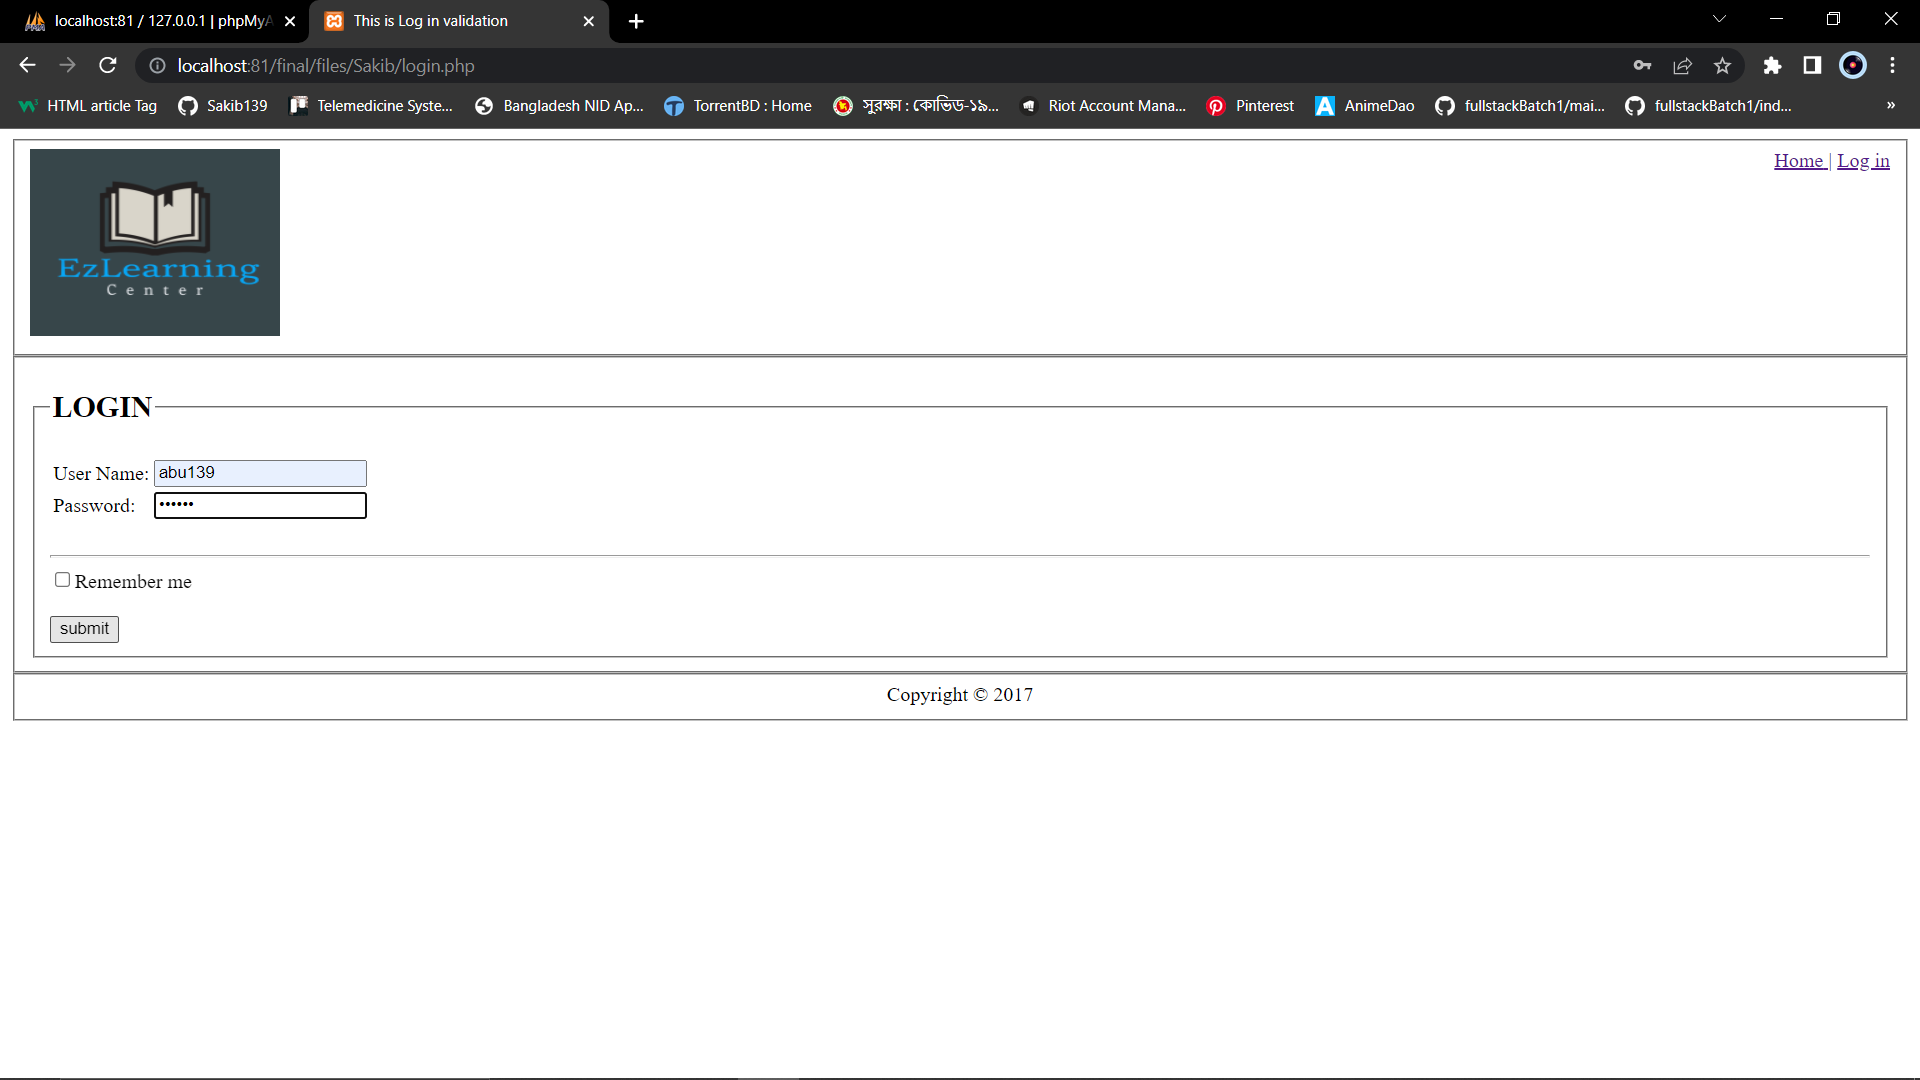 localhost:81 / 127.0.0.1 | phpMyA
This is Log in validation
localhost:81/final/files/Sakib/login.php
HTML article Tag
Sakib139
Telemedicine Syste...
Bangladesh NID Ap...
TorrentBD : Home
সুরক্ষা : কোভিড-১৯...
Riot Account Mana...
Pinterest
AnimeDao
fullstackBatch1/mai...
fullstackBatch1/ind...
»
EzLearning
Center
Home | Log in
LOGIN
User Name: abu139
Password: ••••••
Remember me
submit
Copyright © 2017